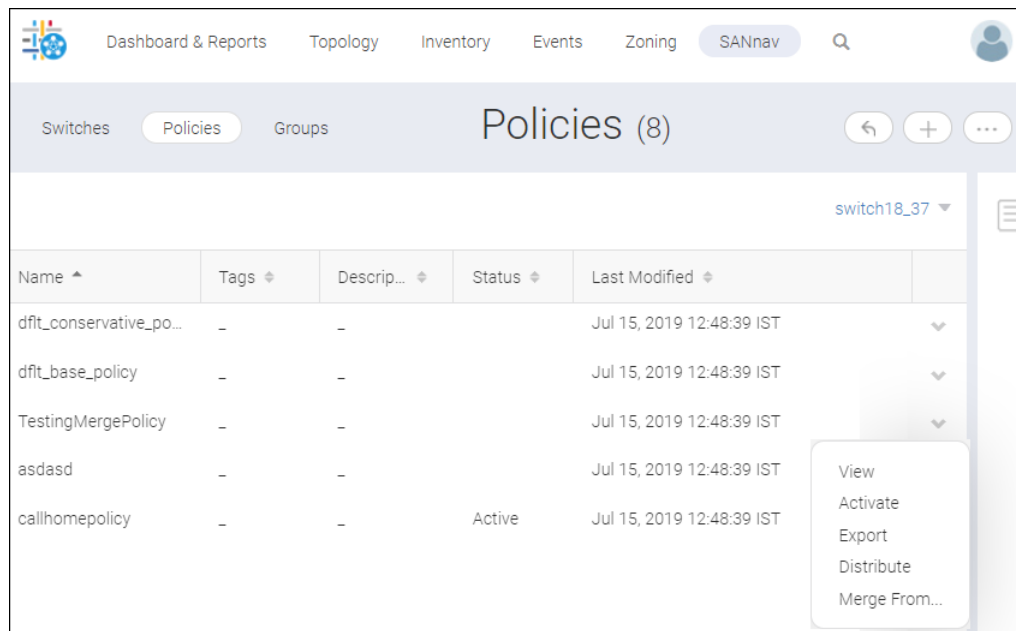 Dashboard & Reports Topology Inventory Events Zoning SANnav
Switches Policies Groups Policies (8)
switch18_37
Name Tags Descrip... Status Last Modified
dflt_conservative_po... _ _ Jul 15, 2019 12:48:39 IST
dflt_base_policy _ _ Jul 15, 2019 12:48:39 IST
TestingMergePolicy _ _ Jul 15, 2019 12:48:39 IST
asdasd _ _ Jul 15, 2019 12:48:39 IST
callhomepolicy _ _ Active Jul 15, 2019 12:48:39 IST
View
Activate
Export
Distribute
Merge From...